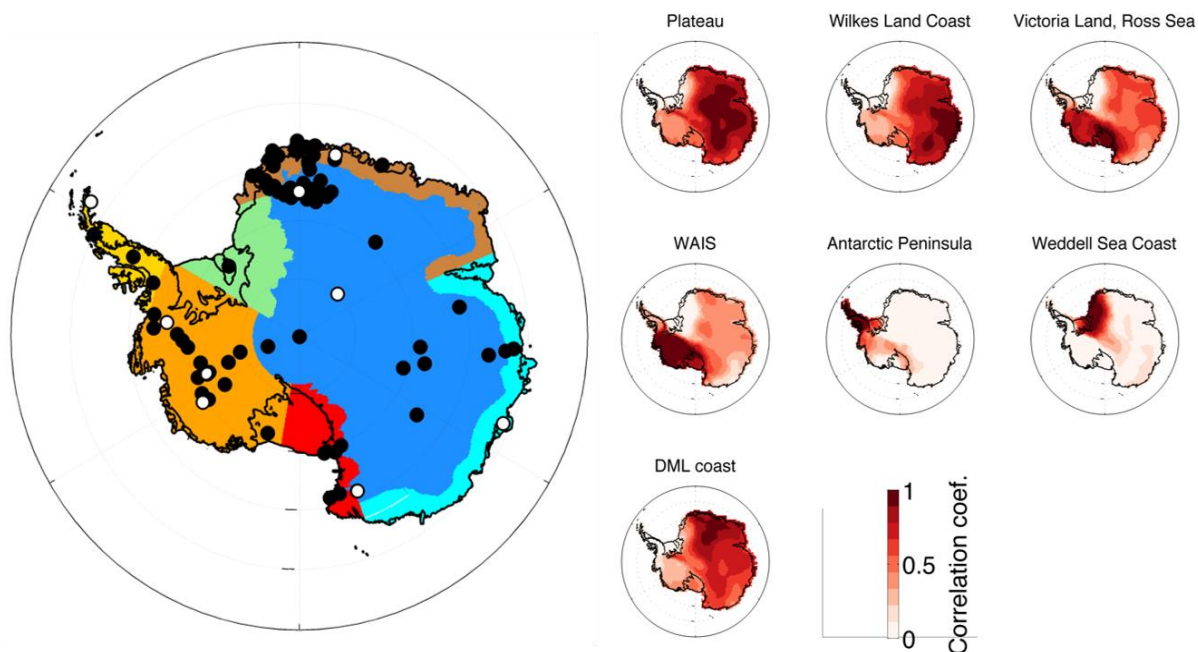 Plateau
Wilkes Land Coast
Victoria Land, Ross Sea
WAIS
Antarctic Peninsula
Weddell Sea Coast
DML coast
1
0.5
0
Correlation coef.